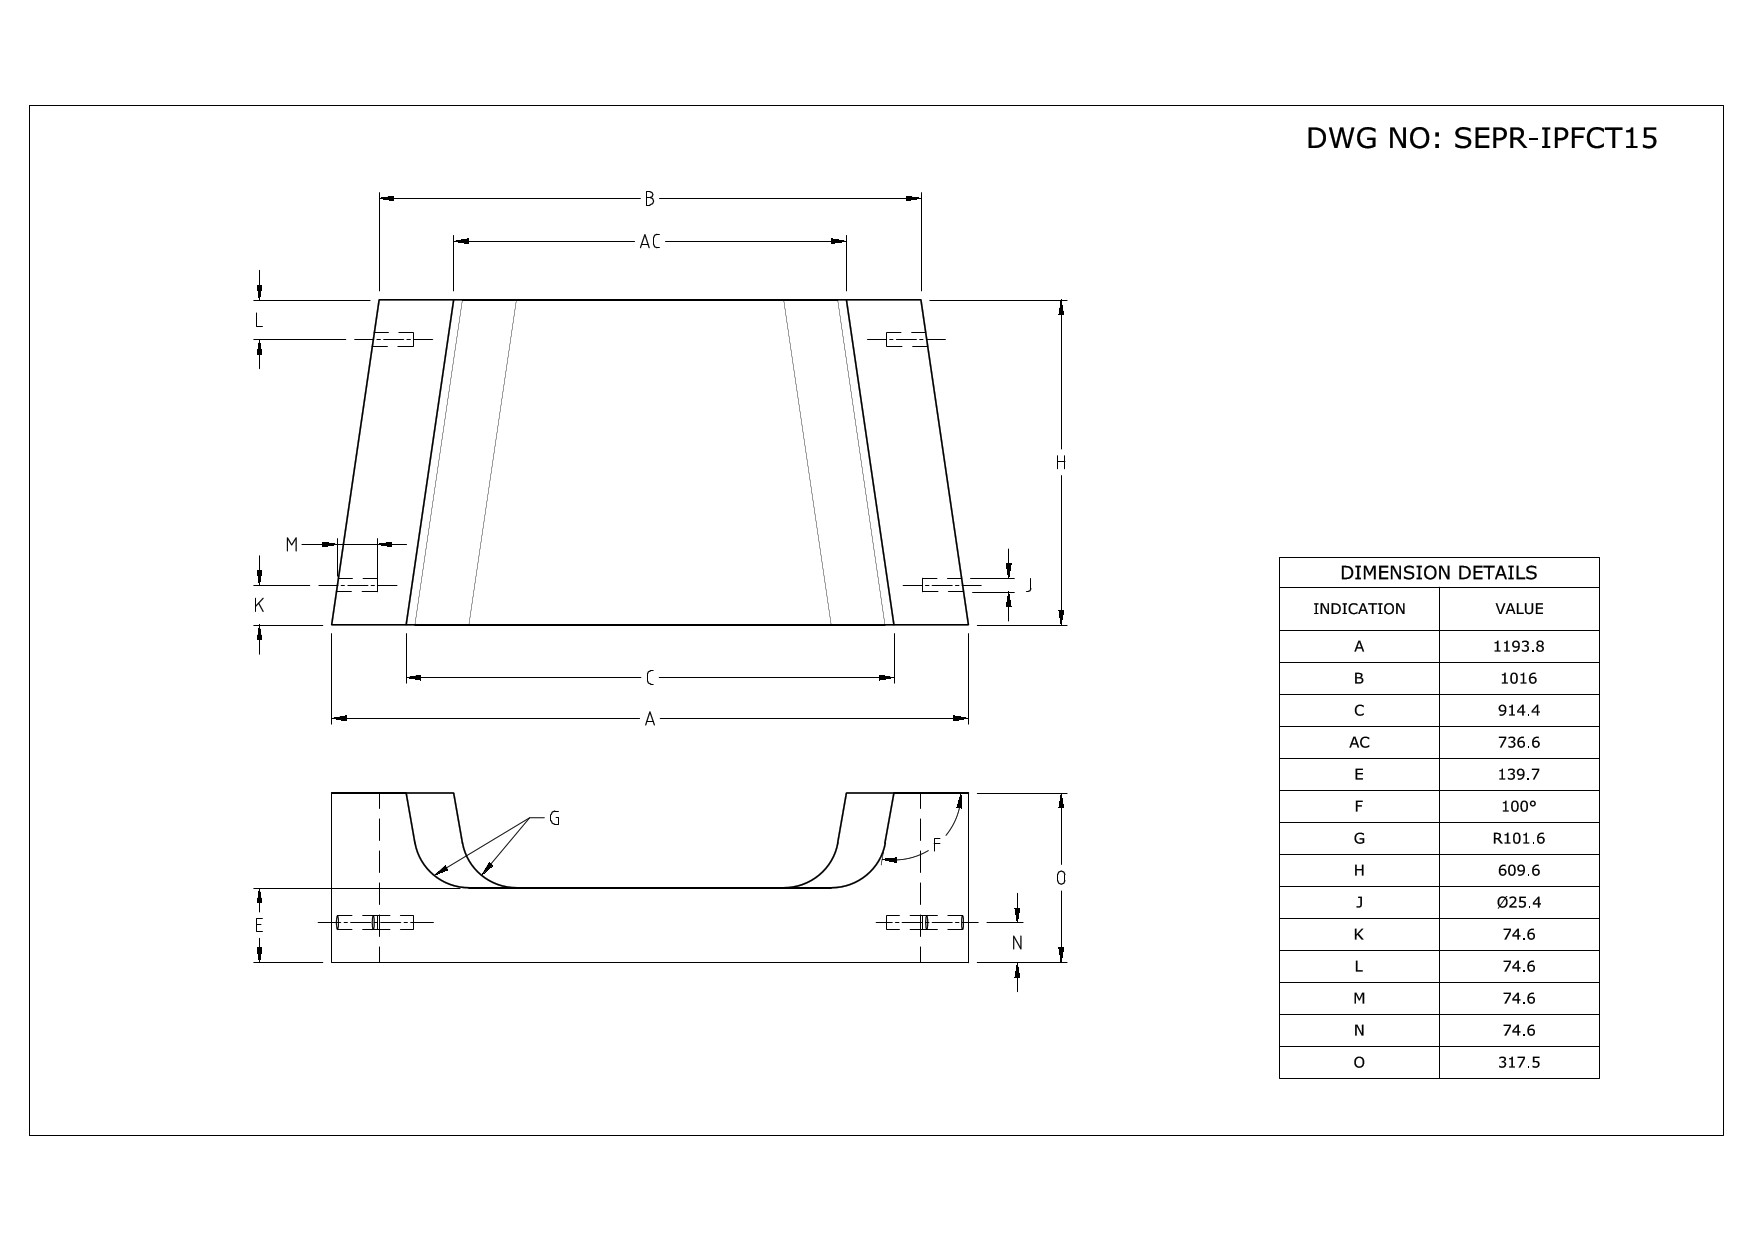 DWG NO: SEPR-IPFCT15
B
AC
L
H
M
K
J
C
A
G
F
O
E
N
DIMENSION DETAILS
INDICATION VALUE
A 1193.8
B 1016
C 914.4
AC 736.6
E 139.7
F 100°
G R101.6
H 609.6
J Ø25.4
K 74.6
L 74.6
M 74.6
N 74.6
O 317.5